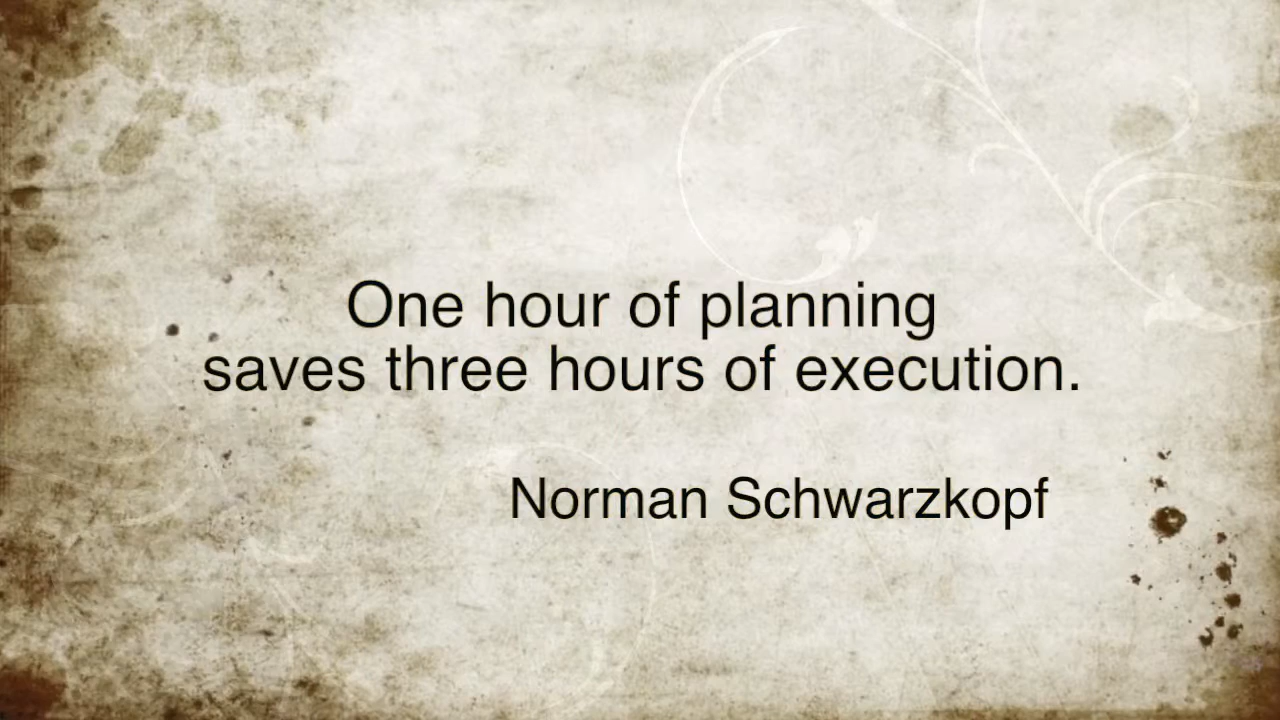 One hour of planning
saves three hours of execution.
Norman Schwarzkopf